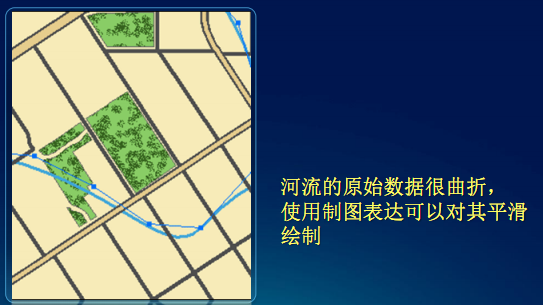 河流的原始数据很曲折，
使用制图表达可以对其平滑
绘制